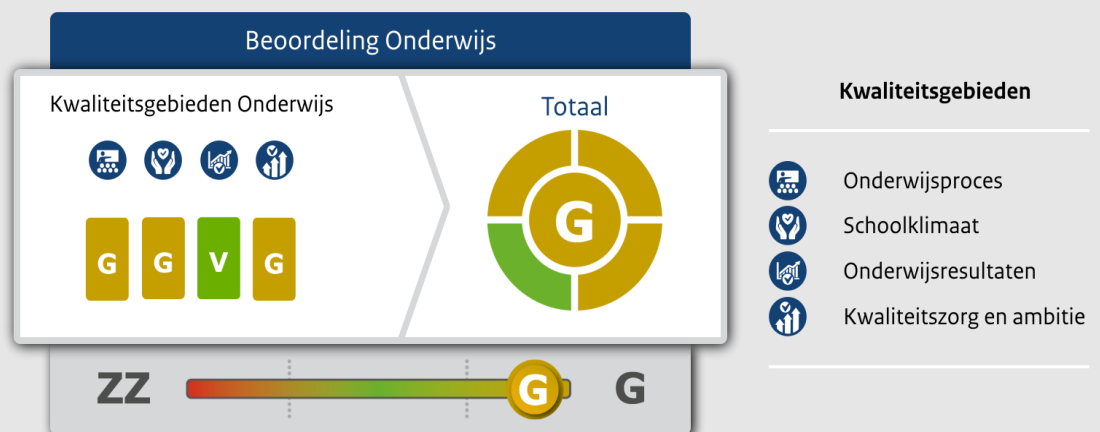 Beoordeling Onderwijs
Kwaliteitsgebieden Onderwijs
G G V G
Totaal
G
ZZ G G
Kwaliteitsgebieden
Onderwijsproces
Schoolklimaat
Onderwijsresultaten
Kwaliteitszorg en ambitie